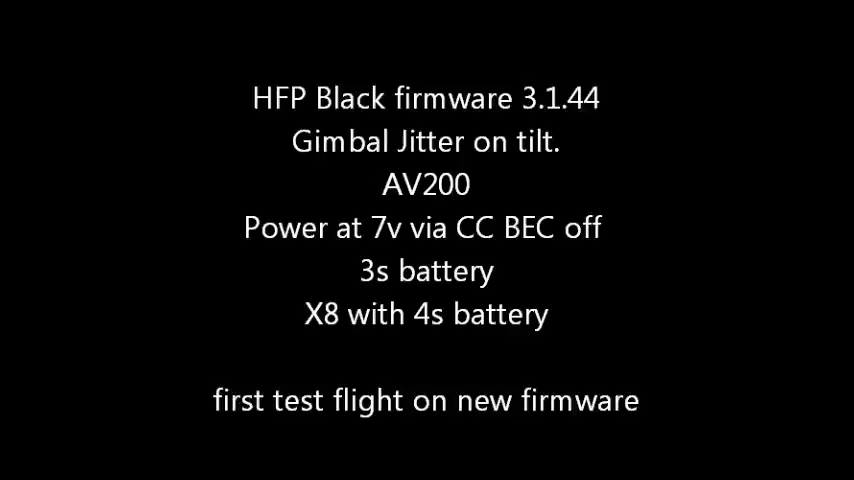 HFP Black firmware 3.1.44
Gimbal Jitter on tilt.
AV200
Power at 7v via CC BEC off
3s battery
X8 with 4s battery
first test flight on new firmware